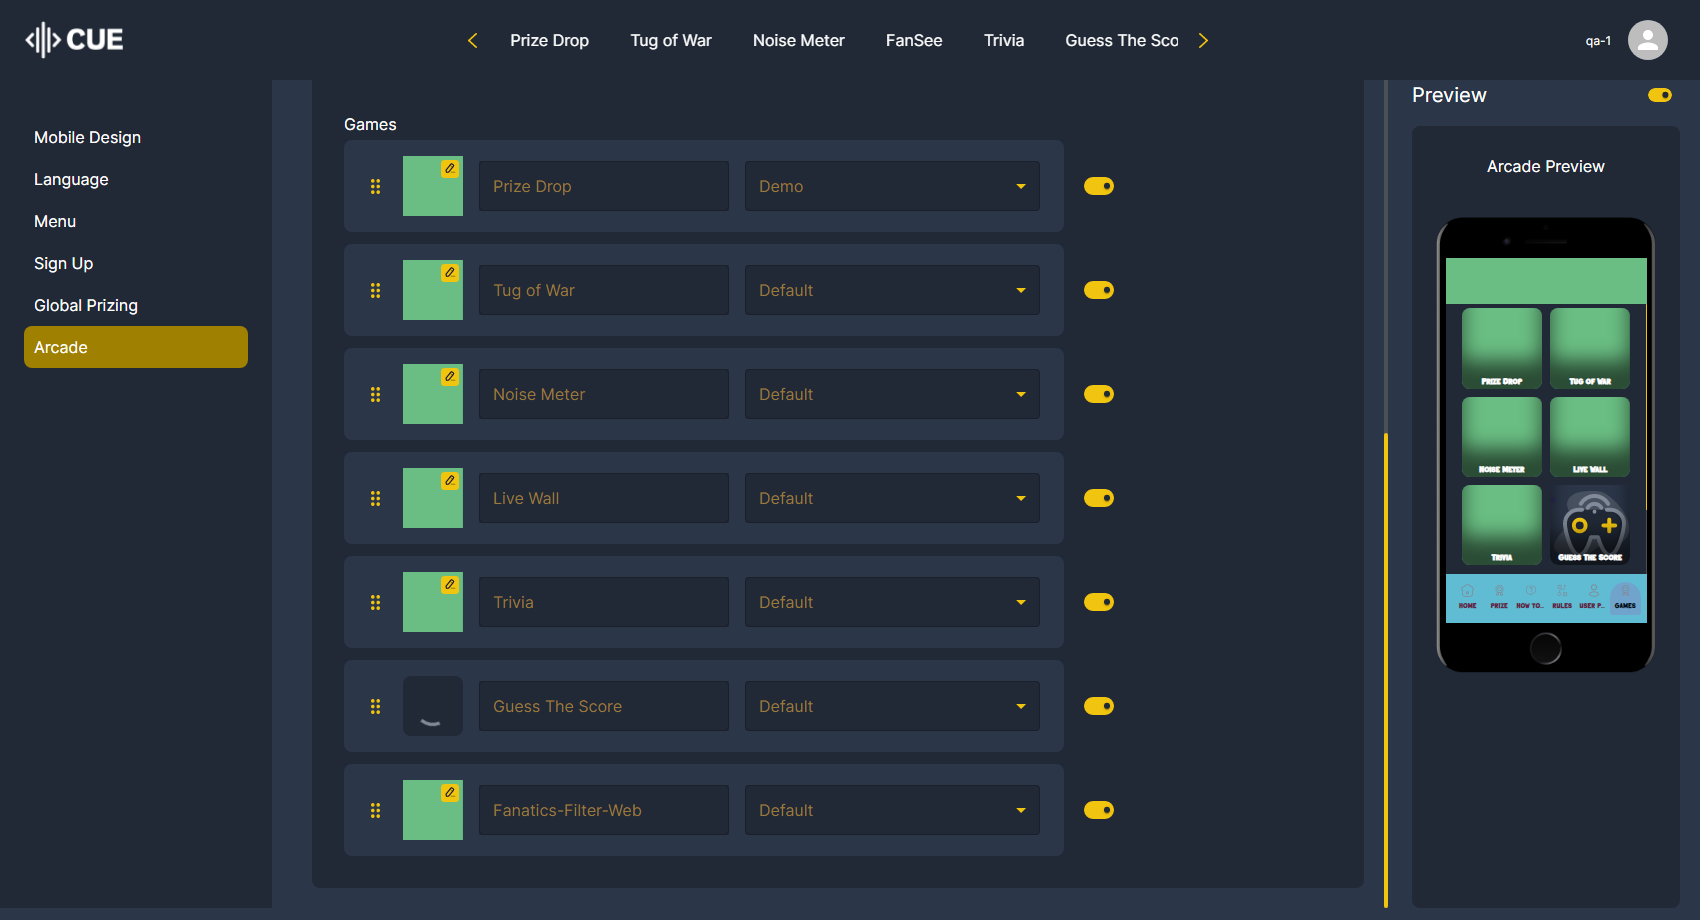 CUE
Prize Drop
Tug of War
Noise Meter
FanSee
Trivia
Guess The Sco
qa-1
Mobile Design
Language
Menu
Sign Up
Global Prizing
Arcade
Games
Prize Drop
Demo
Tug of War
Default
Noise Meter
Default
Live Wall
Default
Trivia
Default
Guess The Score
Default
Fanatics-Filter-Web
Default
Preview
Arcade Preview
Prize Drop
Tug of War
Noise Meter
Live Wall
Trivia
Guess The Score
HOME
PRIZE
HOW TO..
RULES
USER P..
GAMES